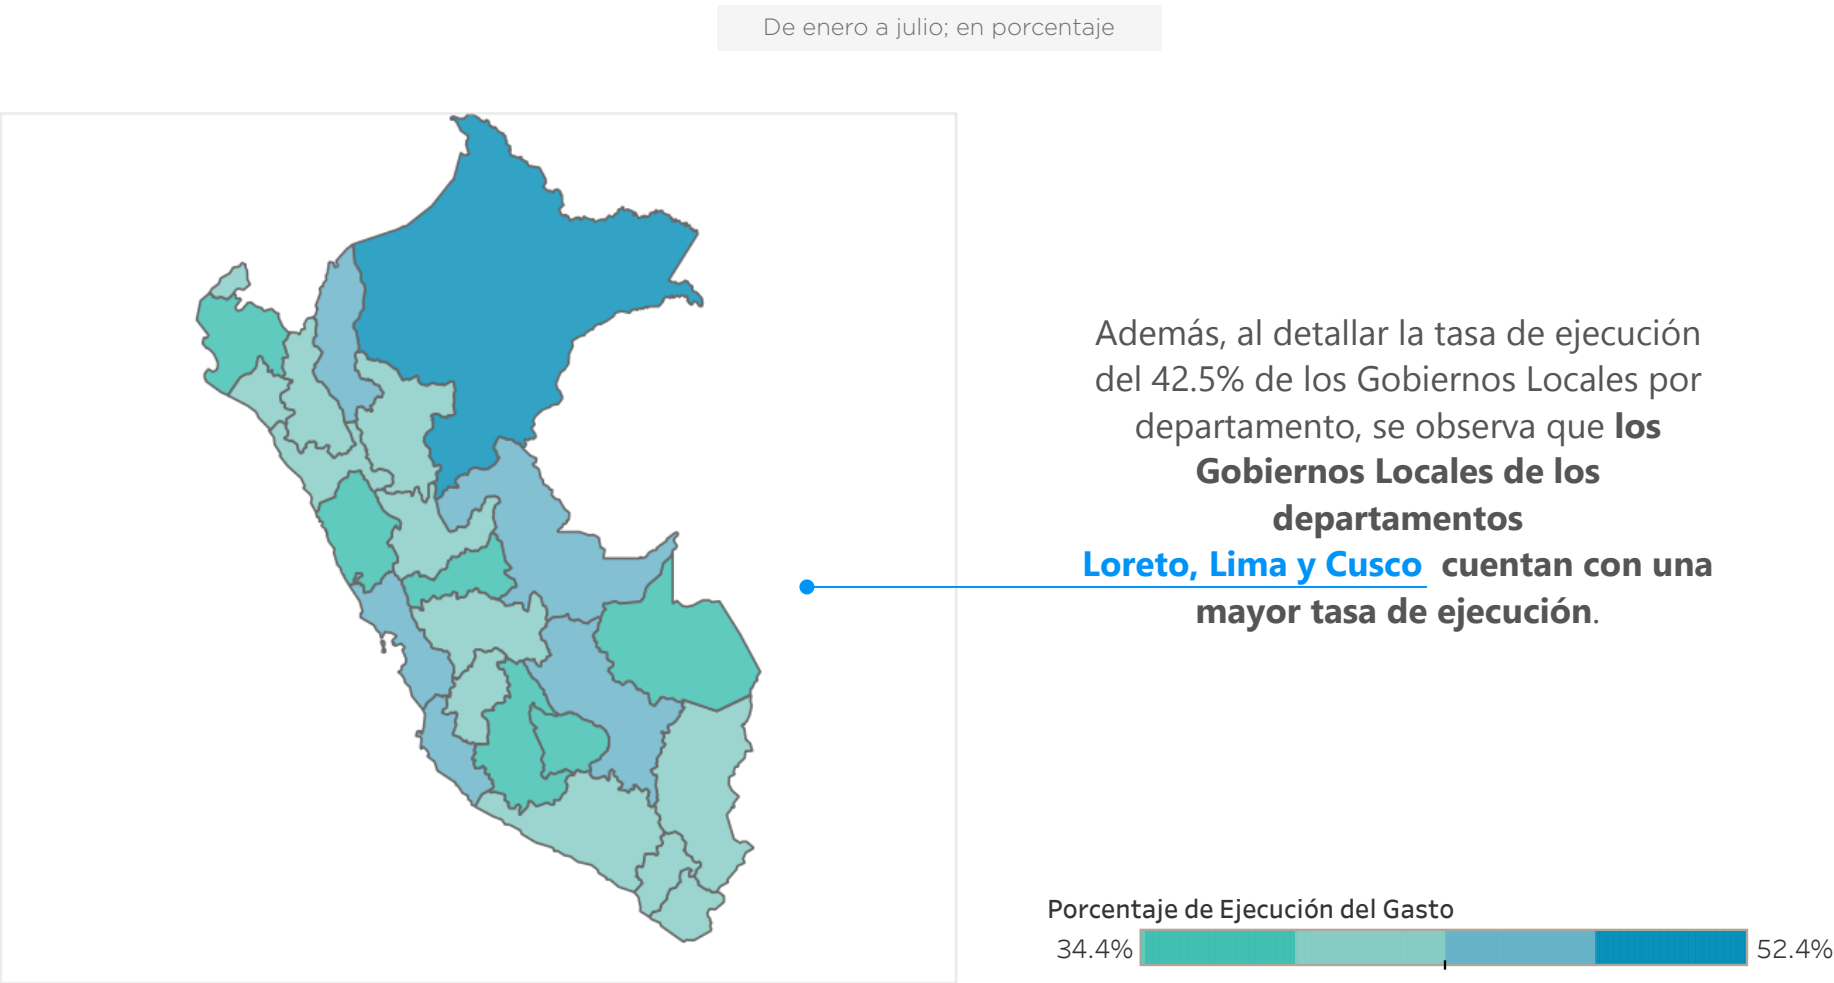 De enero a julio; en porcentaje
Además, al detallar la tasa de ejecución
del 42.5% de los Gobiernos Locales por
departamento, se observa que los
Gobiernos Locales de los
departamentos
Loreto, Lima y Cusco cuentan con una
mayor tasa de ejecución.
Porcentaje de Ejecución del Gasto
34.4% 52.4%